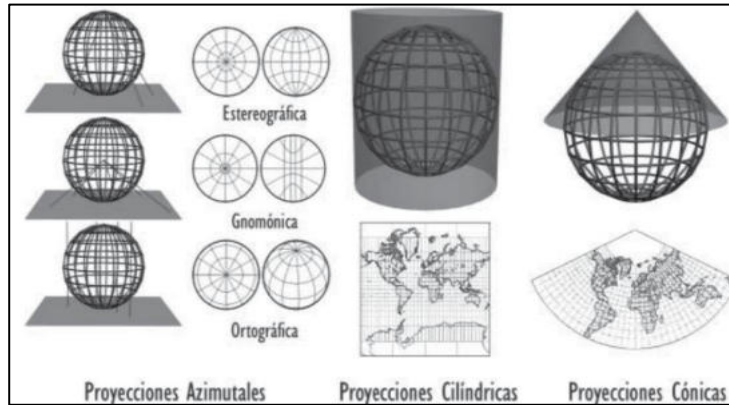 Estereográfica
Gnomónica
Ortográfica
Proyecciones Azimutales
Proyecciones Cilíndricas
Proyecciones Cónicas